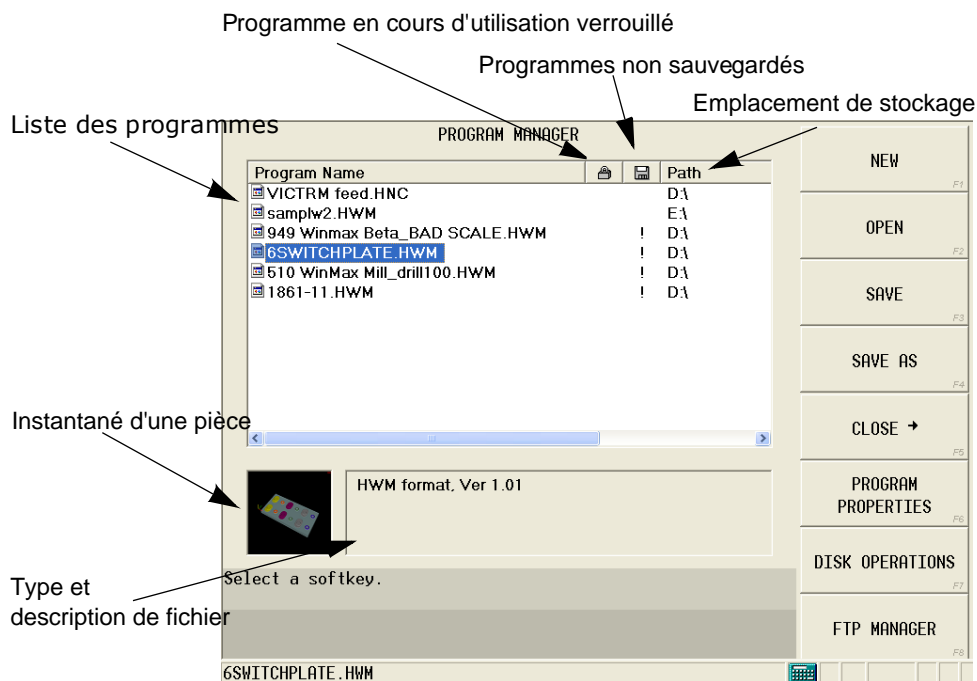 Programme en cours d'utilisation verrouillé
Programmes non sauvegardés
Emplacement de stockage
Liste des programmes
PROGRAM MANAGER
Program Name Path
VICTRM feed.HNC D:\
samplw2.HWM E:\
949 Winmax Beta_BAD SCALE.HWM ! D:\
6SWITCHPLATE.HWM ! D:\
510 WinMax Mill_drill100.HWM ! D:\
1861-11.HWM ! D:\
NEW
F1
OPEN
F2
SAVE
F3
SAVE AS
F4
CLOSE →
F5
PROGRAM
PROPERTIES
F6
DISK OPERATIONS
F7
FTP MANAGER
F8
Instantané d'une pièce
HWM format, Ver 1.01
Type et
description de fichier
Select a softkey.
6SWITCHPLATE.HWM